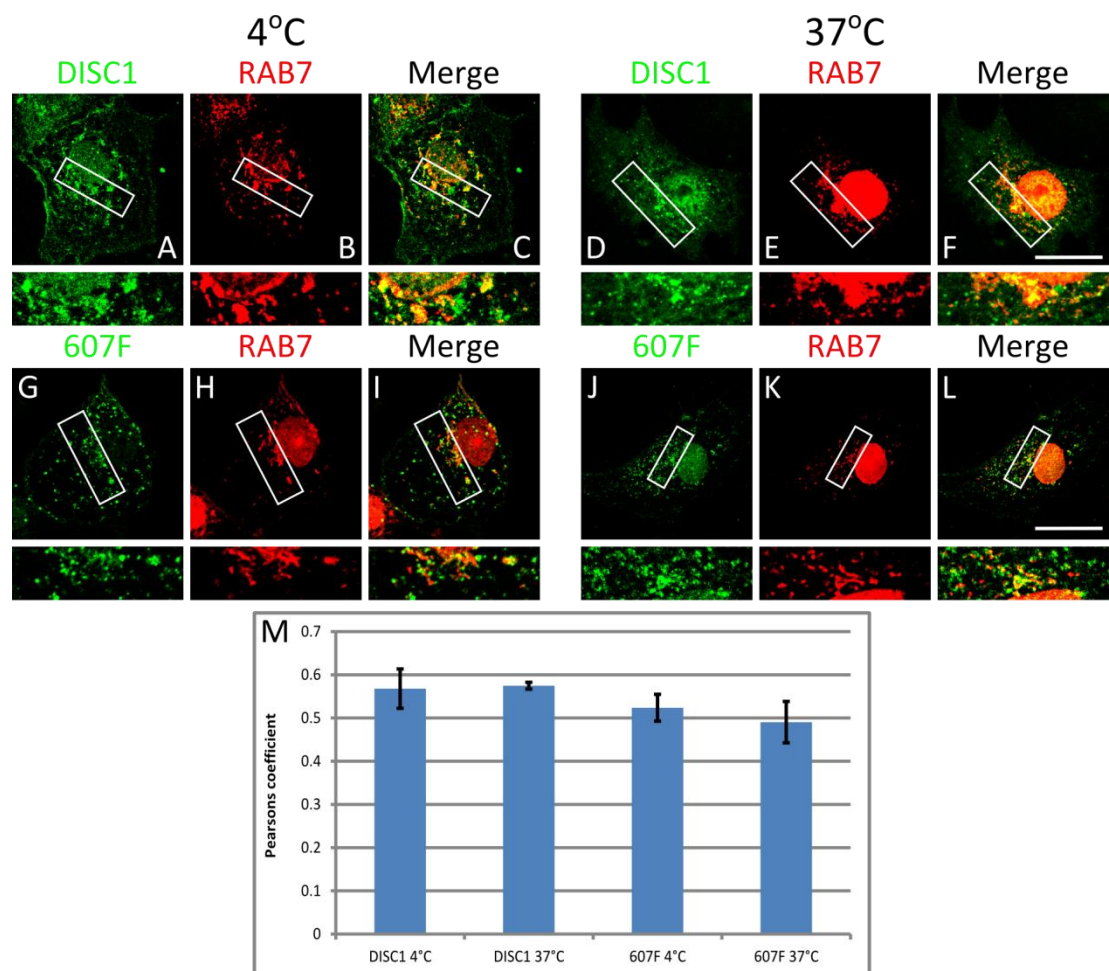 4°C 37°C
DISC1 RAB7 Merge DISC1 RAB7 Merge
A B C D E F
607F RAB7 Merge 607F RAB7 Merge
G H I J K L
M
0.7
0.6
0.5
0.4
0.3
0.2
0.1
0
Pearsons coefficient
DISC1 4°C DISC1 37°C 607F 4°C 607F 37°C